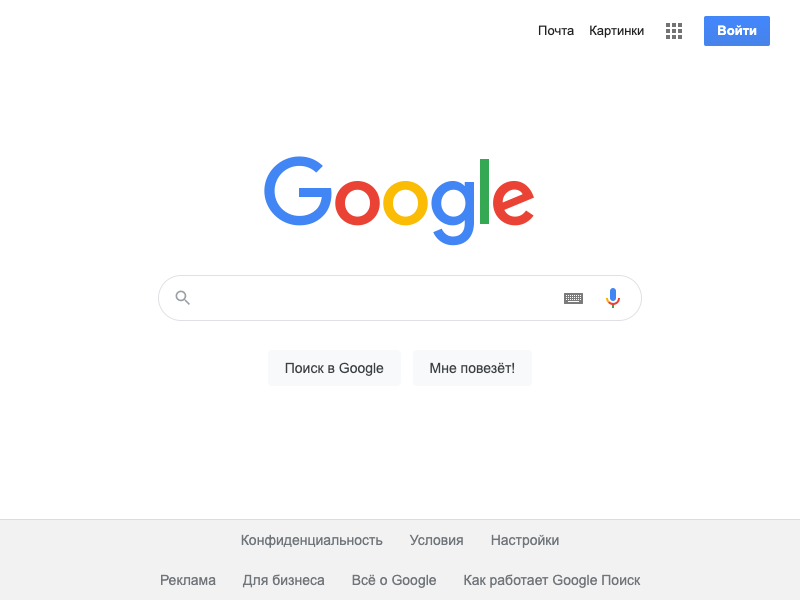 Почта Картинки Войти
Google
Поиск в Google Мне повезёт!
Конфиденциальность Условия Настройки
Реклама Для бизнеса Всё о Google Как работает Google Поиск